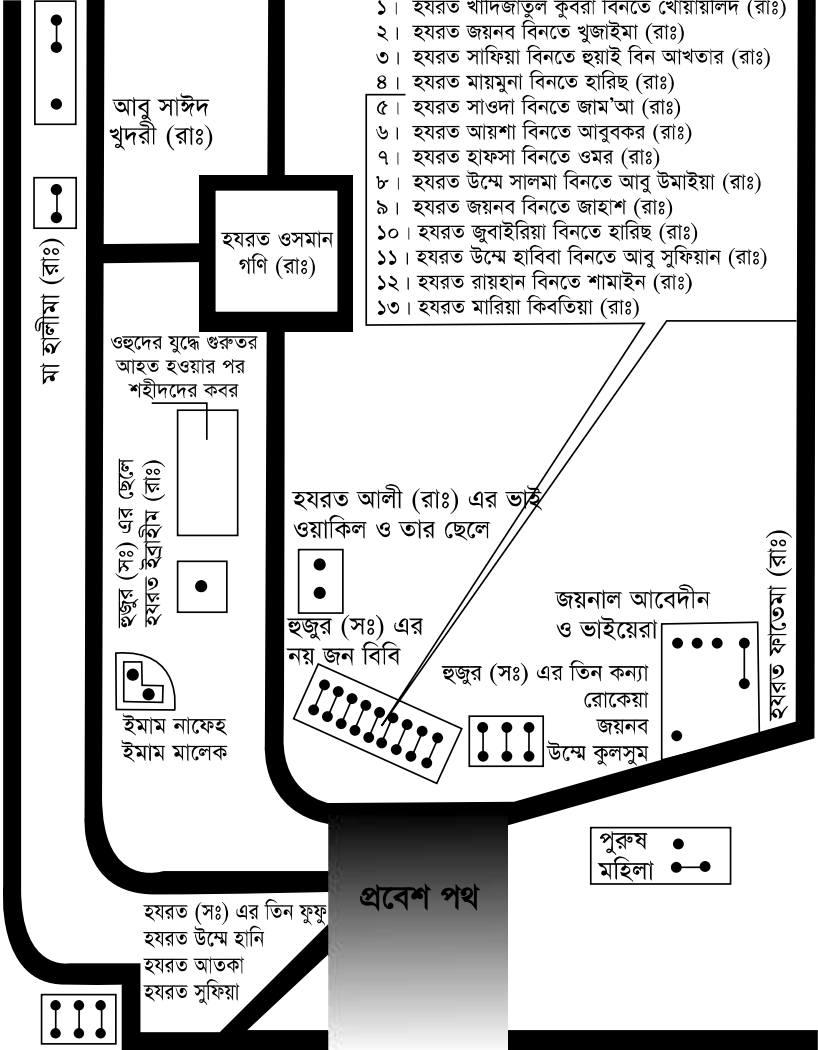 ১। হযরত খাদিজাতুল কুবরা বিনতে খোয়ায়লিদ (রাঃ)
২। হযরত জয়নব বিনতে খুজাইমা (রাঃ)
৩। হযরত সাফিয়া বিনতে হুয়াই বিন আখতার (রাঃ)
৪। হযরত মায়মুনা বিনতে হারিছ (রাঃ)
৫। হযরত সাওদা বিনতে জাম'আ (রাঃ)
৬। হযরত আয়শা বিনতে আবুবকর (রাঃ)
৭। হযরত হাফসা বিনতে ওমর (রাঃ)
৮। হযরত উম্মে সালমা বিনতে আবু উমাইয়া (রাঃ)
৯। হযরত জয়নব বিনতে জাহাশ (রাঃ)
১০। হযরত জুবাইরিয়া বিনতে হারিছ (রাঃ)
১১। হযরত উম্মে হাবিবা বিনতে আবু সুফিয়ান (রাঃ)
১২। হযরত রায়হান বিনতে শামাইন (রাঃ)
১৩। হযরত মারিয়া কিবতিয়া (রাঃ)
আবু সাঈদ
খুদরী (রাঃ)
হযরত ওসমান
গণি (রাঃ)
মা হালীমা (রাঃ)
ওহুদের যুদ্ধে গুরুতর
আহত হওয়ার পর
শহীদদের কবর
হুজুর (সঃ) এর ছেলে
হযরত ইব্রাহীম (রাঃ)
হযরত আলী (রাঃ) এর ভাই
ওয়াকিল ও তার ছেলে
হুজুর (সঃ) এর
নয় জন বিবি
জয়নাল আবেদীন
ও ভাইয়েরা
হযরত ফাতেমা (রাঃ)
হুজুর (সঃ) এর তিন কন্যা
রোকেয়া
জয়নব
উম্মে কুলসুম
ইমাম নাফেহ
ইমাম মালেক
পুরুষ
মহিলা
প্রবেশ পথ
হযরত (সঃ) এর তিন ফুফু
হযরত উম্মে হানি
হযরত আতকা
হযরত সুফিয়া